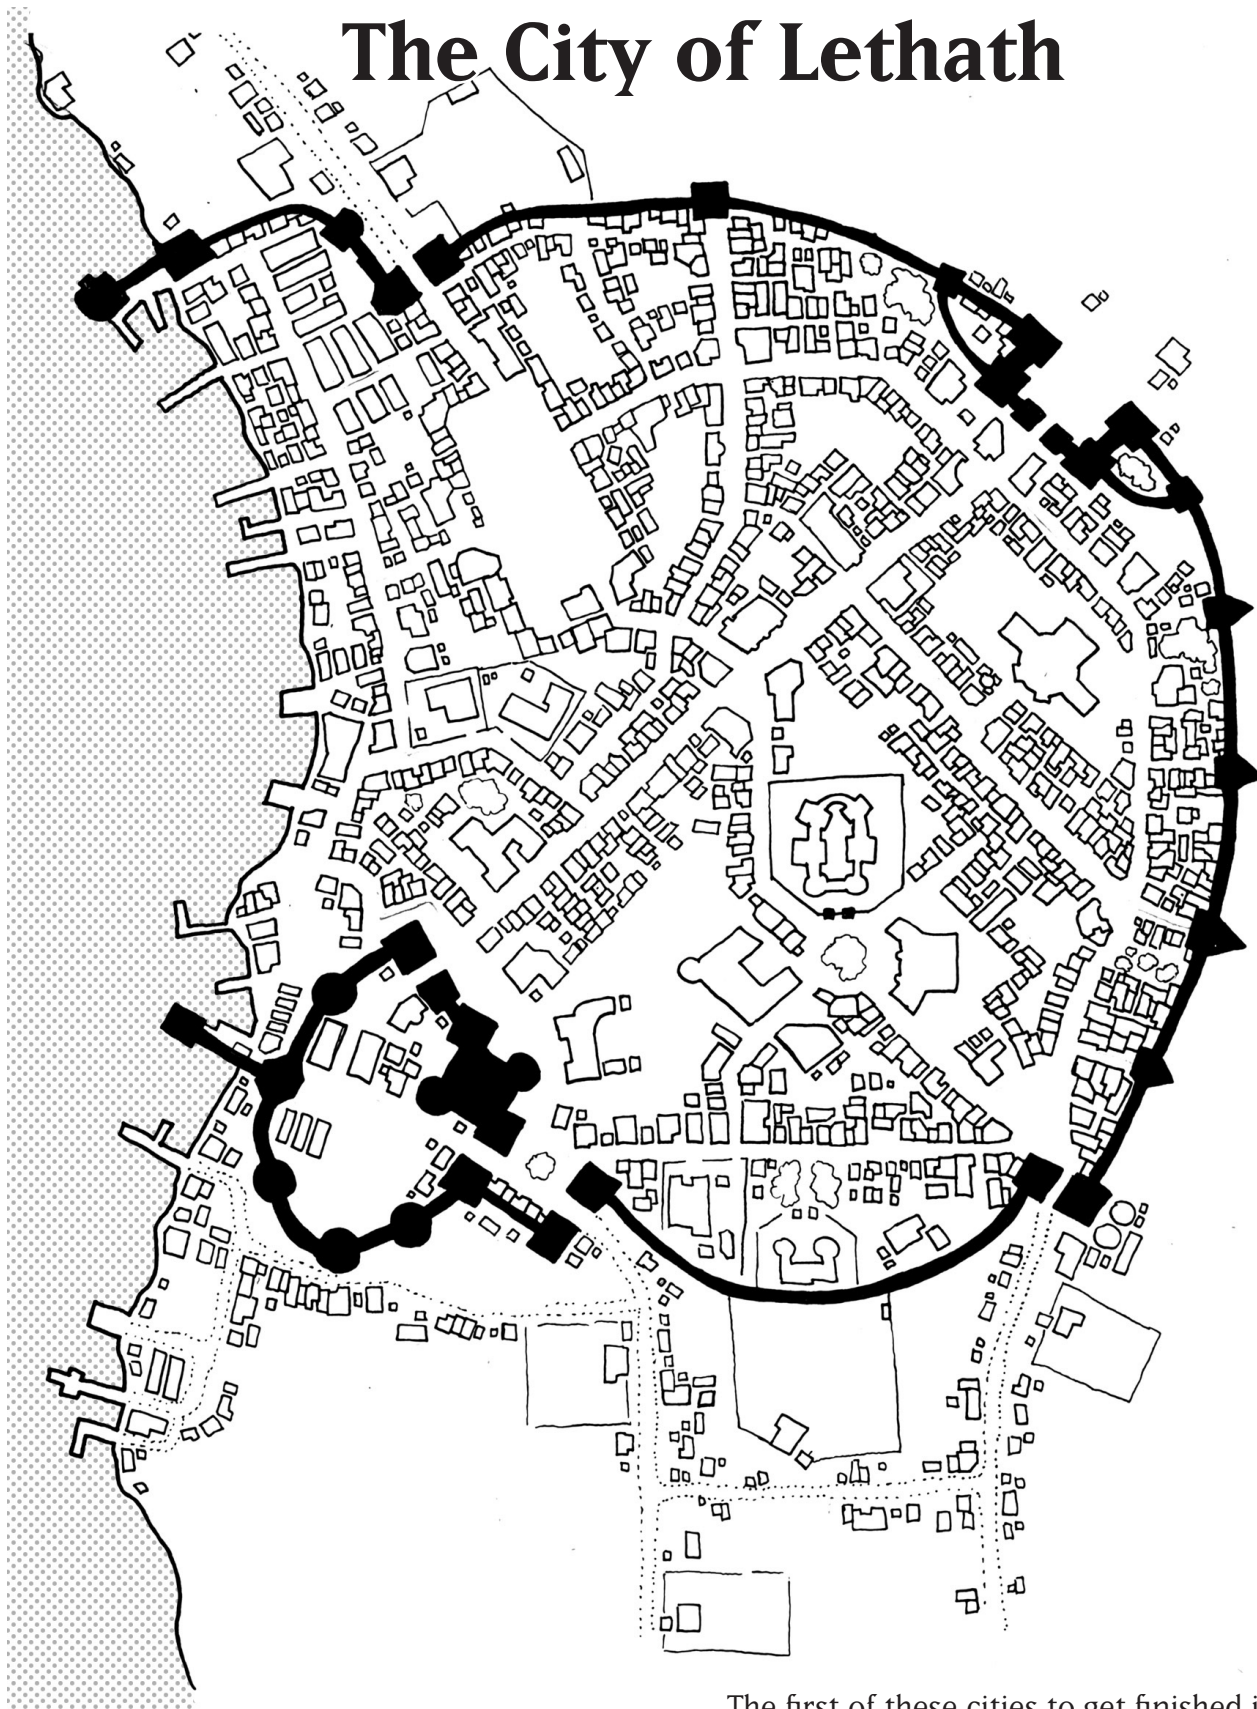 The City of Lethath
The first of these cities to get finished i